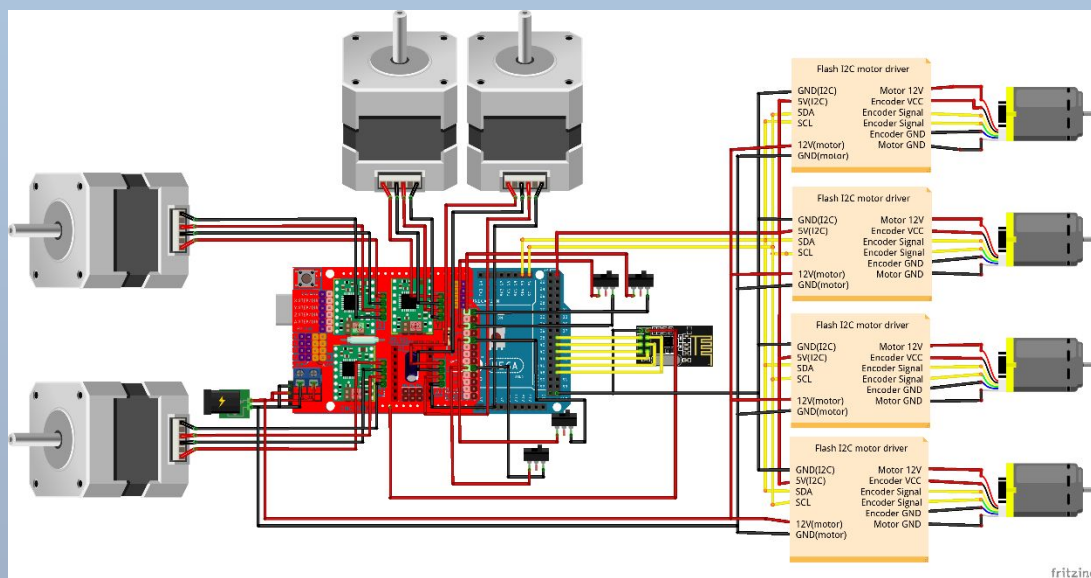 Flash I2C motor driver
GND(I2C)
5V(I2C)
SDA
SCL
12V(motor)
GND(motor)
Motor 12V
Encoder VCC
Encoder Signal
Encoder Signal
Encoder GND
Motor GND
Flash I2C motor driver
GND(I2C)
5V(I2C)
SDA
SCL
12V(motor)
GND(motor)
Motor 12V
Encoder VCC
Encoder Signal
Encoder Signal
Encoder GND
Motor GND
Flash I2C motor driver
GND(I2C)
5V(I2C)
SDA
SCL
12V(motor)
GND(motor)
Motor 12V
Encoder VCC
Encoder Signal
Encoder Signal
Encoder GND
Motor GND
Flash I2C motor driver
GND(I2C)
5V(I2C)
SDA
SCL
12V(motor)
GND(motor)
Motor 12V
Encoder VCC
Encoder Signal
Encoder Signal
Encoder GND
Motor GND